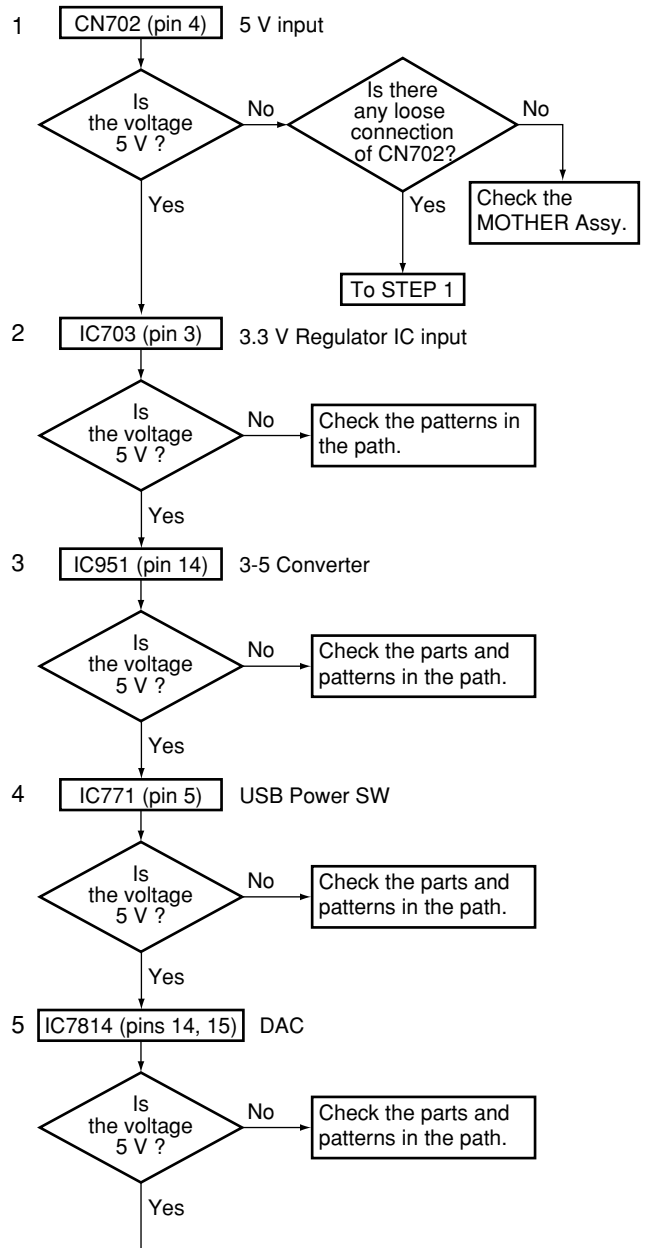 1 CN702 (pin 4) 5 V input
Is
the voltage
5 V ?
No
Is there
any loose
connection
of CN702?
No
Check the
MOTHER Assy.
Yes
To STEP 1
Yes
2 IC703 (pin 3) 3.3 V Regulator IC input
Is
the voltage
5 V ?
No
Check the patterns in
the path.
Yes
3 IC951 (pin 14) 3-5 Converter
Is
the voltage
5 V ?
No
Check the parts and
patterns in the path.
Yes
4 IC771 (pin 5) USB Power SW
Is
the voltage
5 V ?
No
Check the parts and
patterns in the path.
Yes
5 IC7814 (pins 14, 15) DAC
Is
the voltage
5 V ?
No
Check the parts and
patterns in the path.
Yes